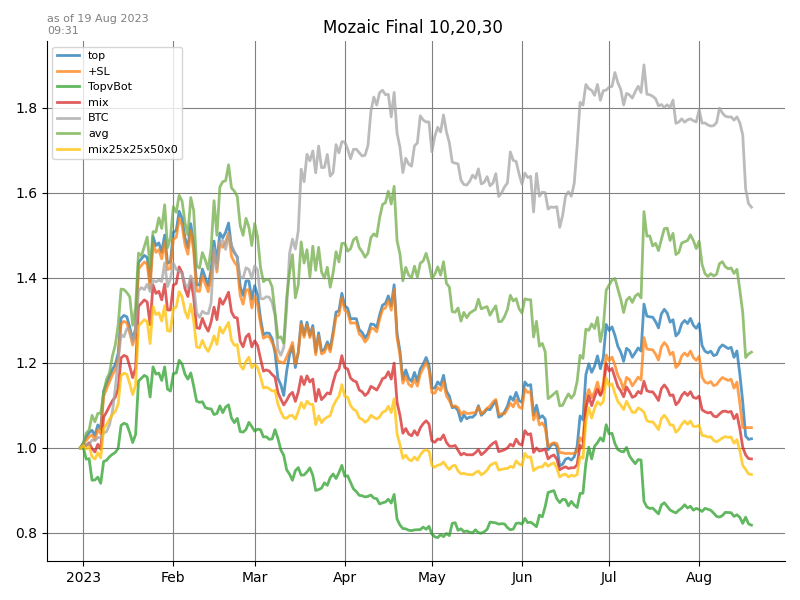 as of 19 Aug 2023
09:31
Mozaic Final 10,20,30
top
+SL
TopvBot
mix
BTC
avg
mix25x25x50x0
1.8
1.6
1.4
1.2
1.0
0.8
2023 Feb Mar Apr May Jun Jul Aug